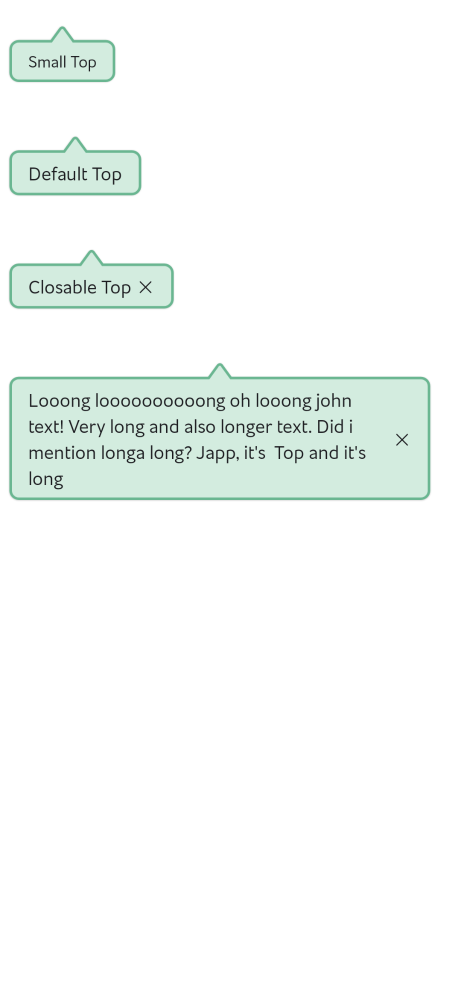 Small Top
Default Top
Closable Top
Looong looooooooooong oh looong john
text! Very long and also longer text. Did i
mention longa long? Japp, it's  Top and it's
long